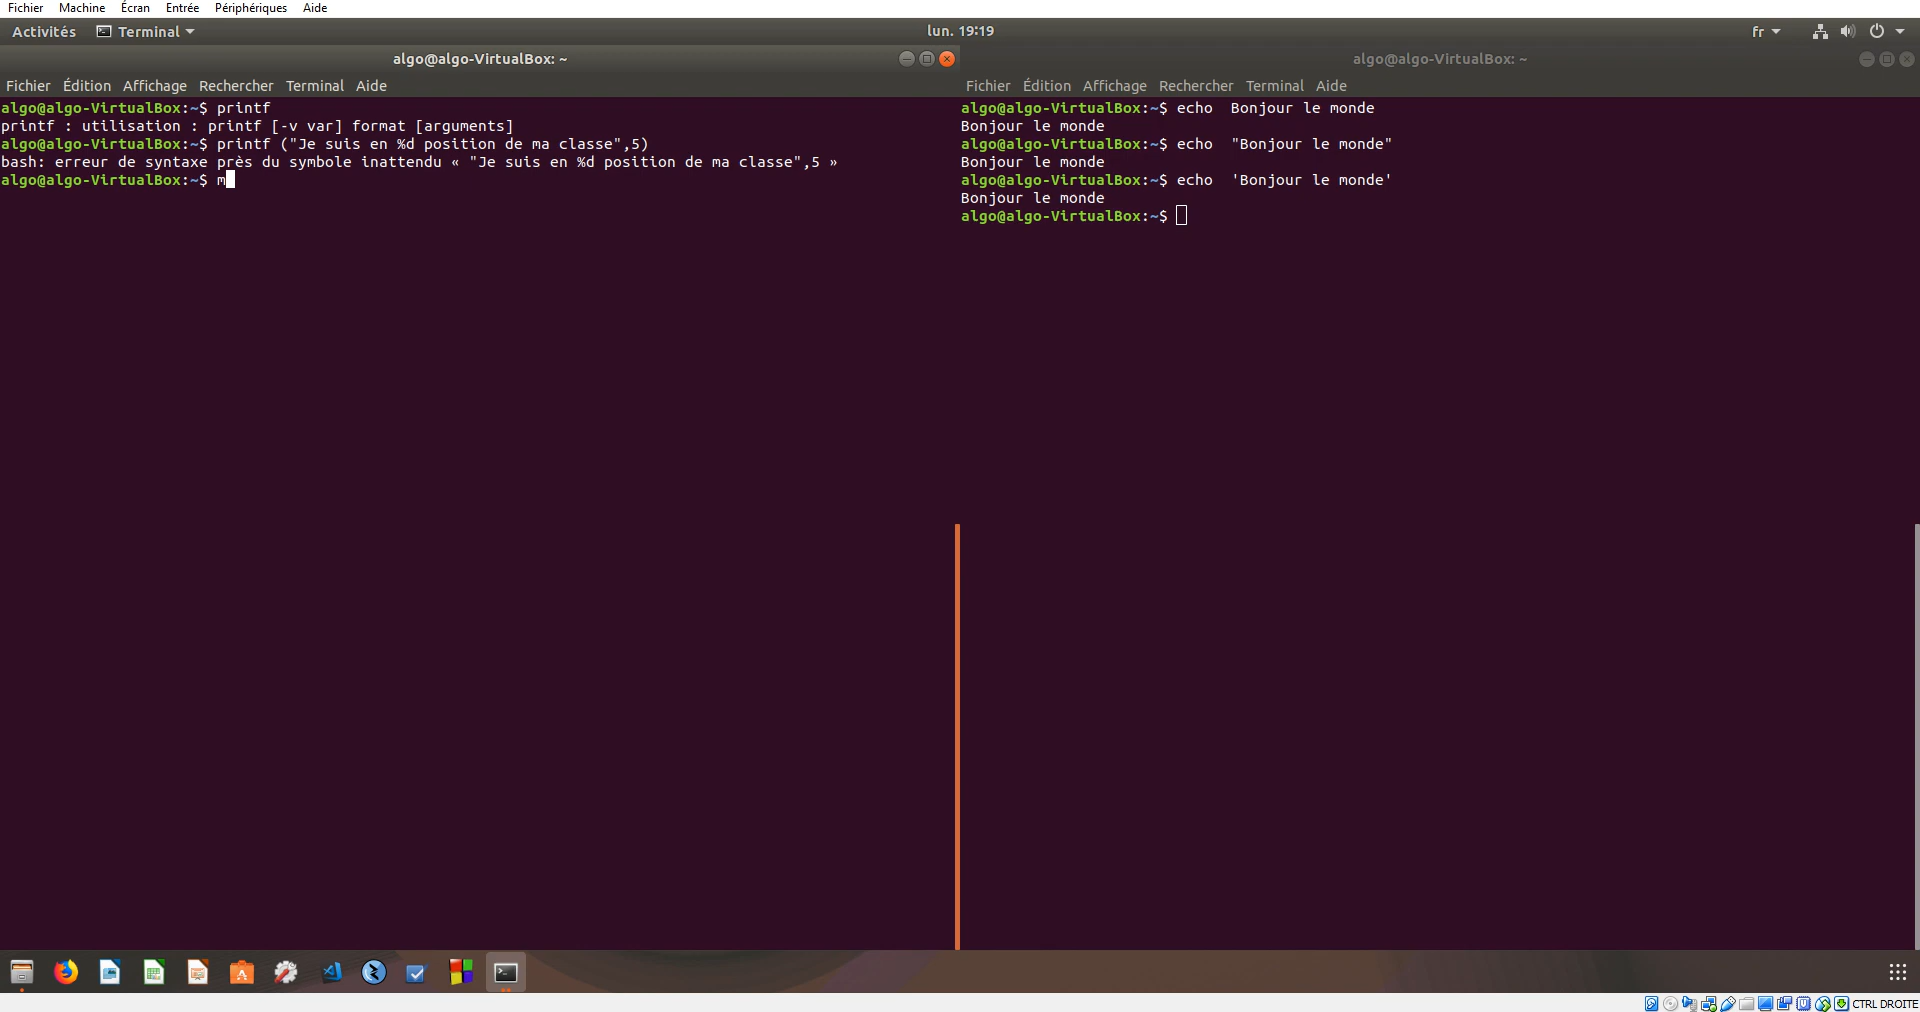 Fichier Machine Écran Entrée Périphériques Aide
Activités Terminal lun. 19:19 fr
algo@algo-VirtualBox: ~
Fichier Édition Affichage Rechercher Terminal Aide
algo@algo-VirtualBox:~$ printf
printf : utilisation : printf [-v var] format [arguments]
algo@algo-VirtualBox:~$ printf ("Je suis en %d position de ma classe",5)
bash: erreur de syntaxe près du symbole inattendu « "Je suis en %d position de ma classe",5 »
algo@algo-VirtualBox:~$ m
algo@algo-VirtualBox: ~
Fichier Édition Affichage Rechercher Terminal Aide
algo@algo-VirtualBox:~$ echo  Bonjour le monde
Bonjour le monde
algo@algo-VirtualBox:~$ echo  "Bonjour le monde"
Bonjour le monde
algo@algo-VirtualBox:~$ echo  'Bonjour le monde'
Bonjour le monde
algo@algo-VirtualBox:~$
CTRL DROITE